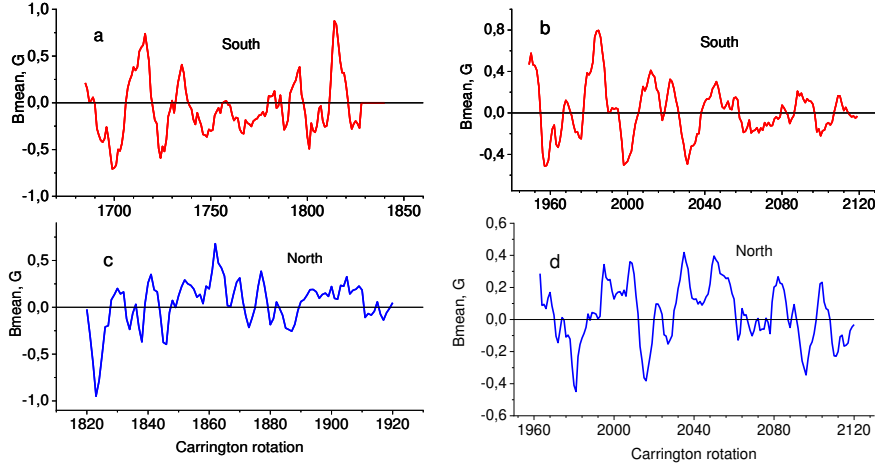 1,0
0,5
0,0
-0,5
-1,0
Bmean, G
a
South
1700
1750
1800
1850
0,8
0,4
0,0
-0,4
Bmean, G
b
South
1960
2000
2040
2080
2120
0,5
0,0
-0,5
-1,0
Bmean, G
c
North
1820
1840
1860
1880
1900
1920
Carrington rotation
0,6
0,4
0,2
0,0
-0,2
-0,4
-0,6
Bmean, G
d
North
1960
2000
2040
2080
2120
Carrington rotation